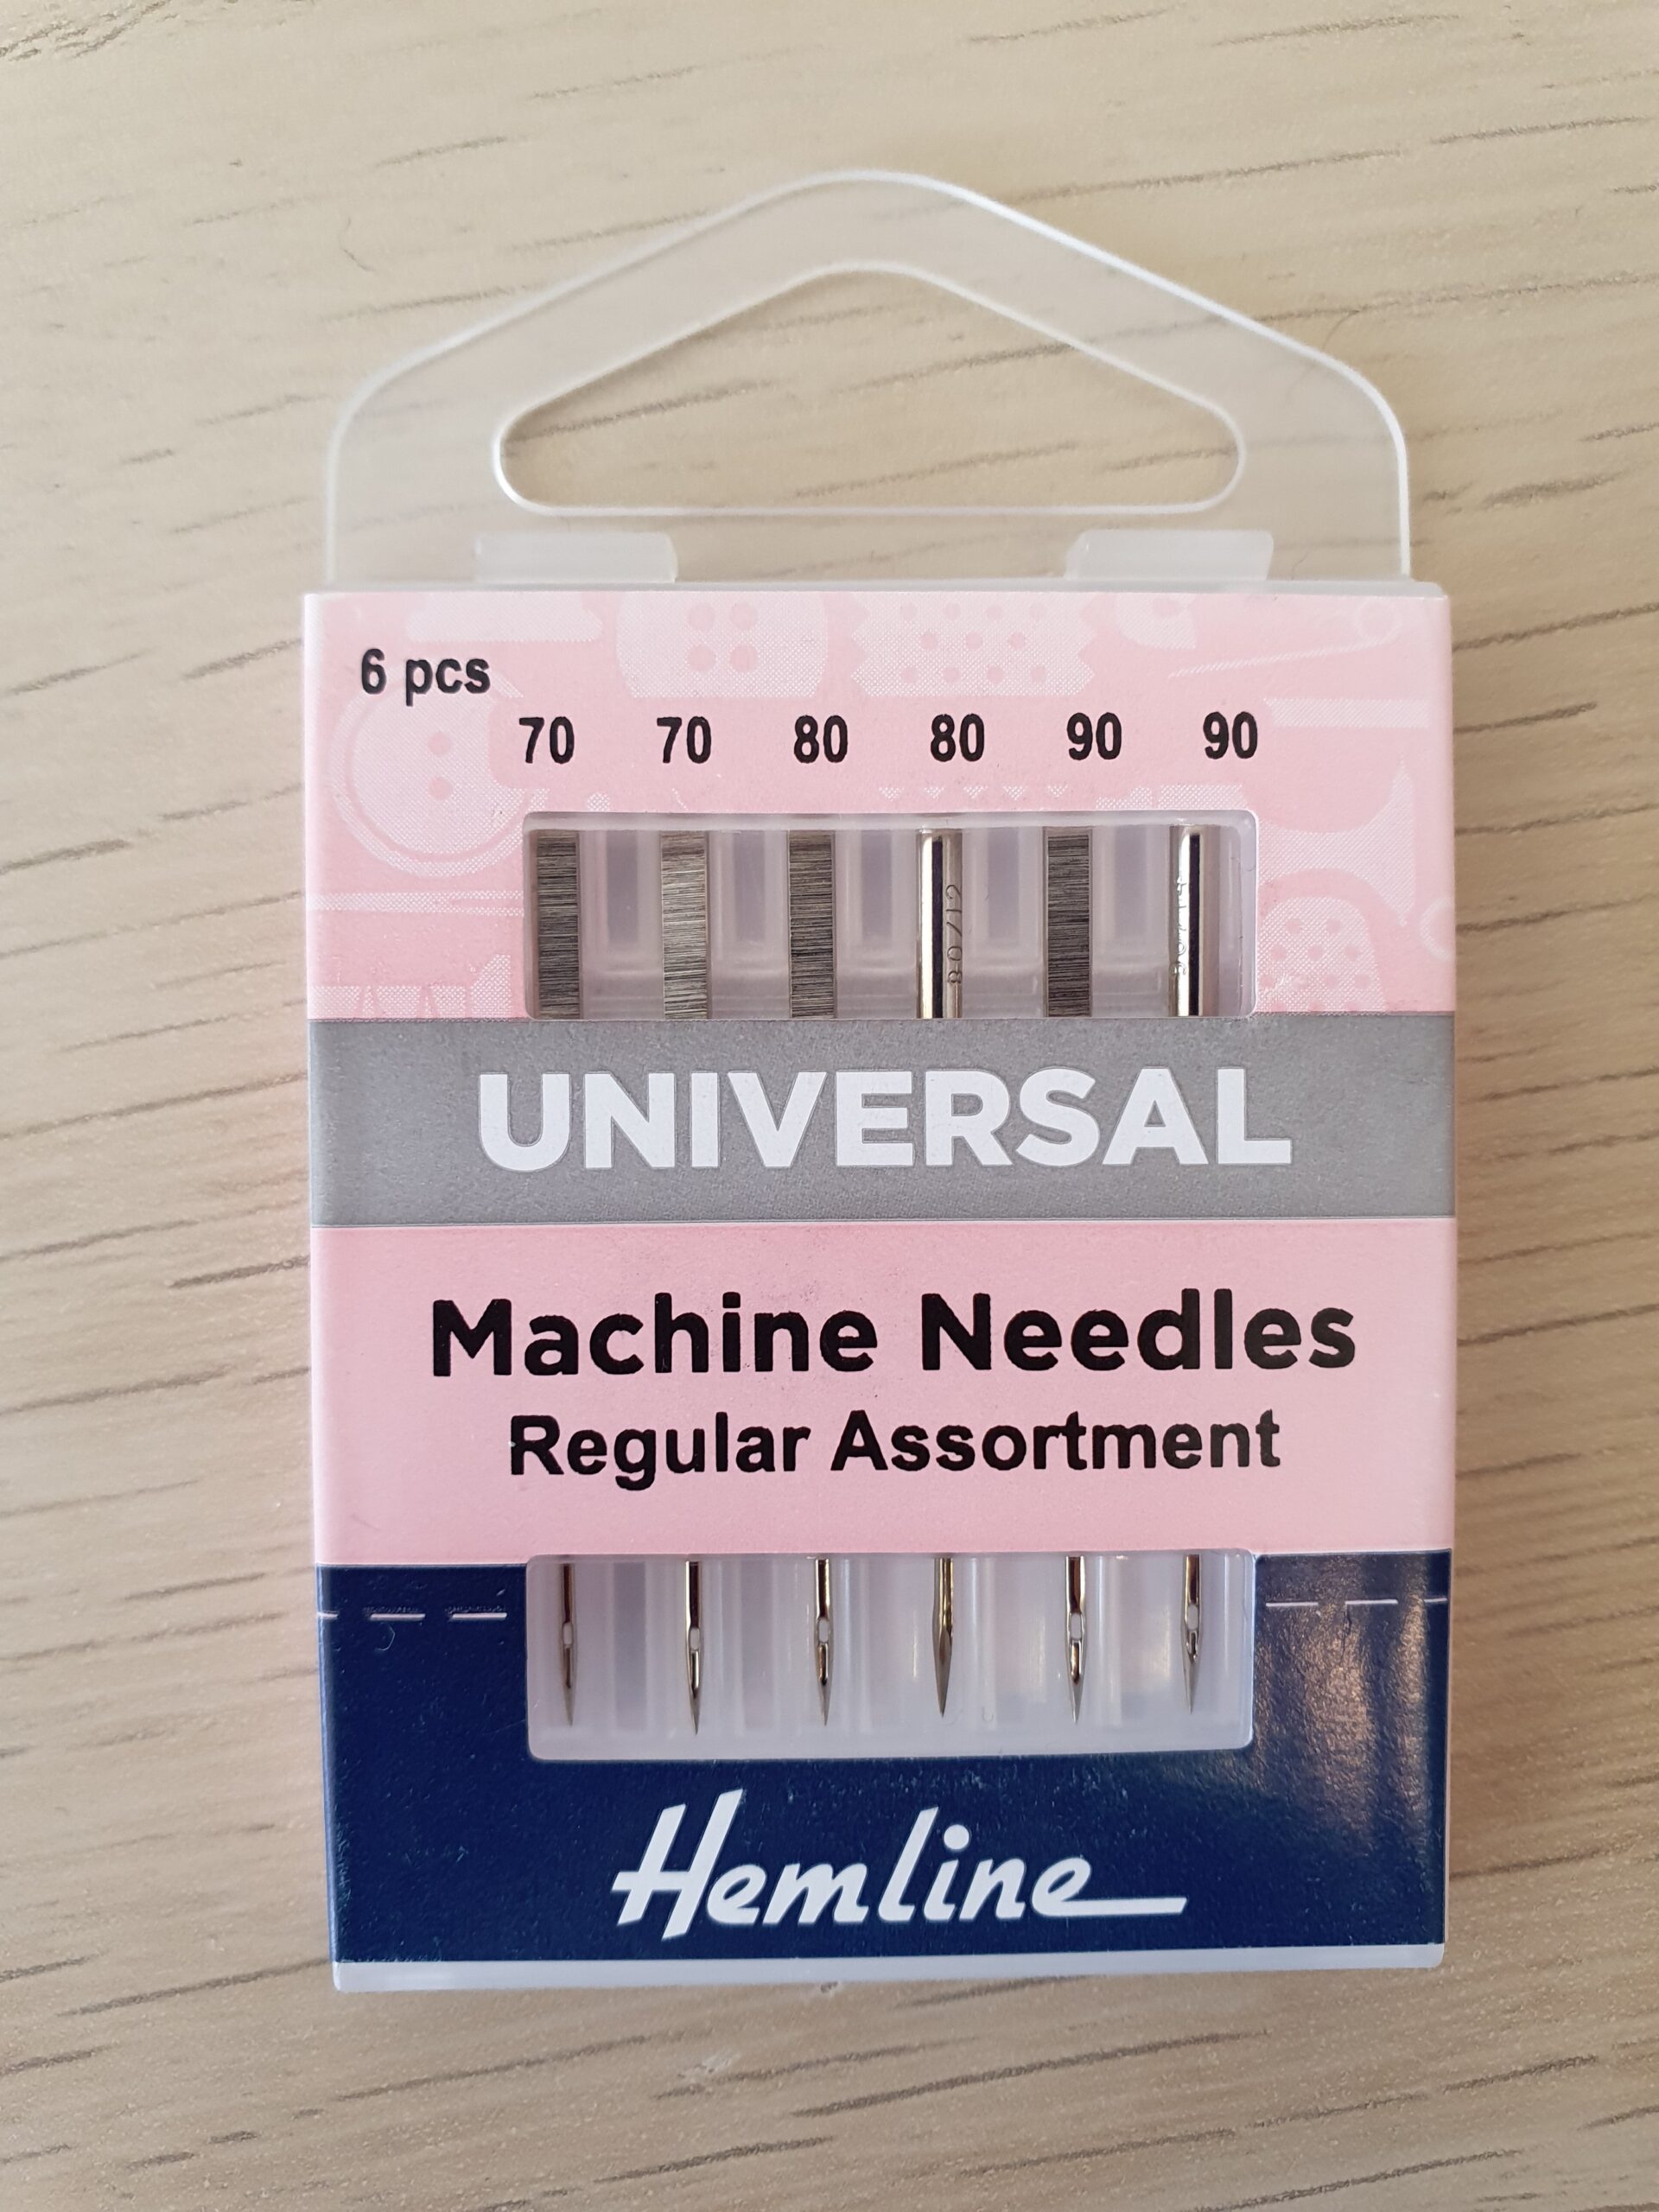 6 pcs
70 70 80 80 90 90
80/12
UNIVERSAL
Machine Needles
Regular Assortment
Hemline